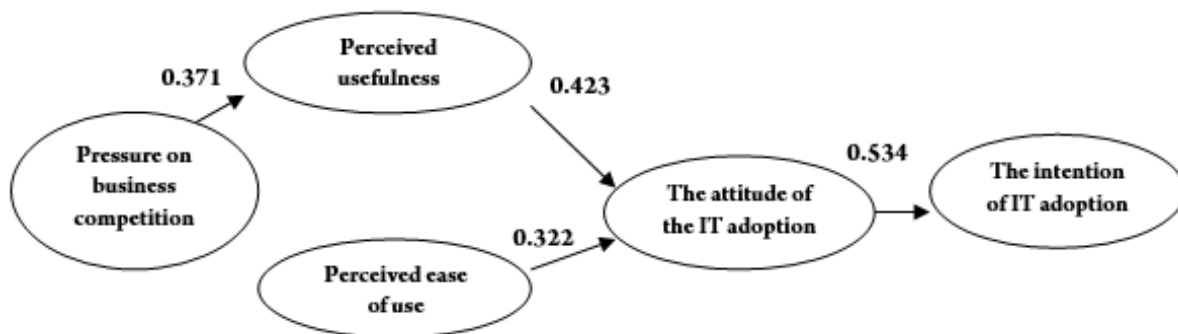 Perceived
usefulness
0.371
0.423
Pressure on
business
competition
The attitude of
the IT adoption
0.534
The intention
of IT adoption
0.322
Perceived ease
of use